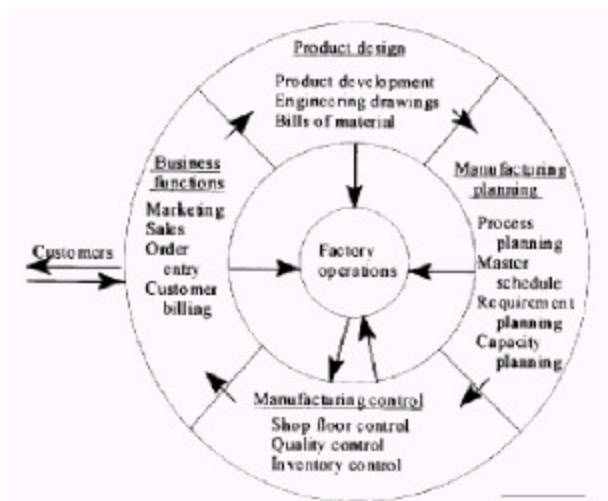 Product design
Product development
Engineering drawings
Bills of material
Business
functions
Marketing
Sales
Order
entry
Customer
billing
Customers
Factory
operations
Manufacturing
planning
Process
planning
Master
schedule
Requirement
planning
Capacity
planning
Manufacturing control
Shop floor control
Quality control
Inventory control